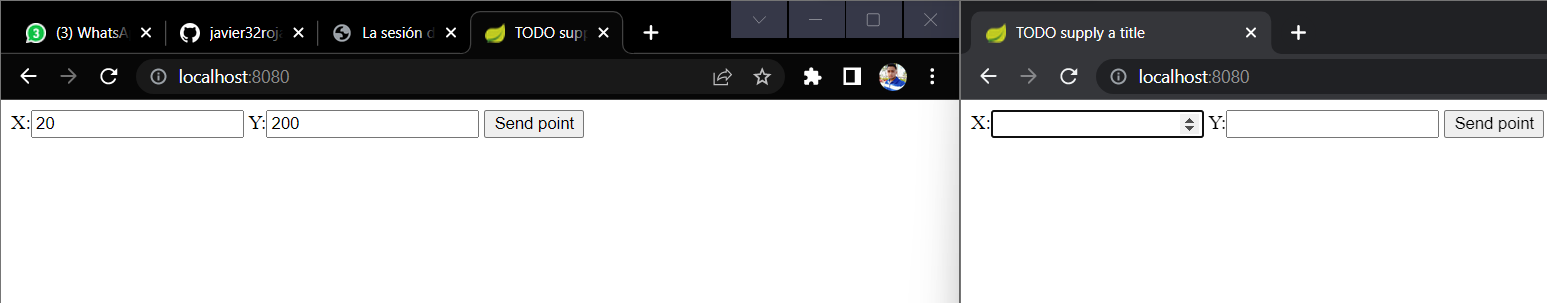 (3) WhatsA
javier32roja
La sesión d
TODO supp
localhost:8080
X: 20 Y: 200 Send point
TODO supply a title
localhost:8080
X: Y: Send point